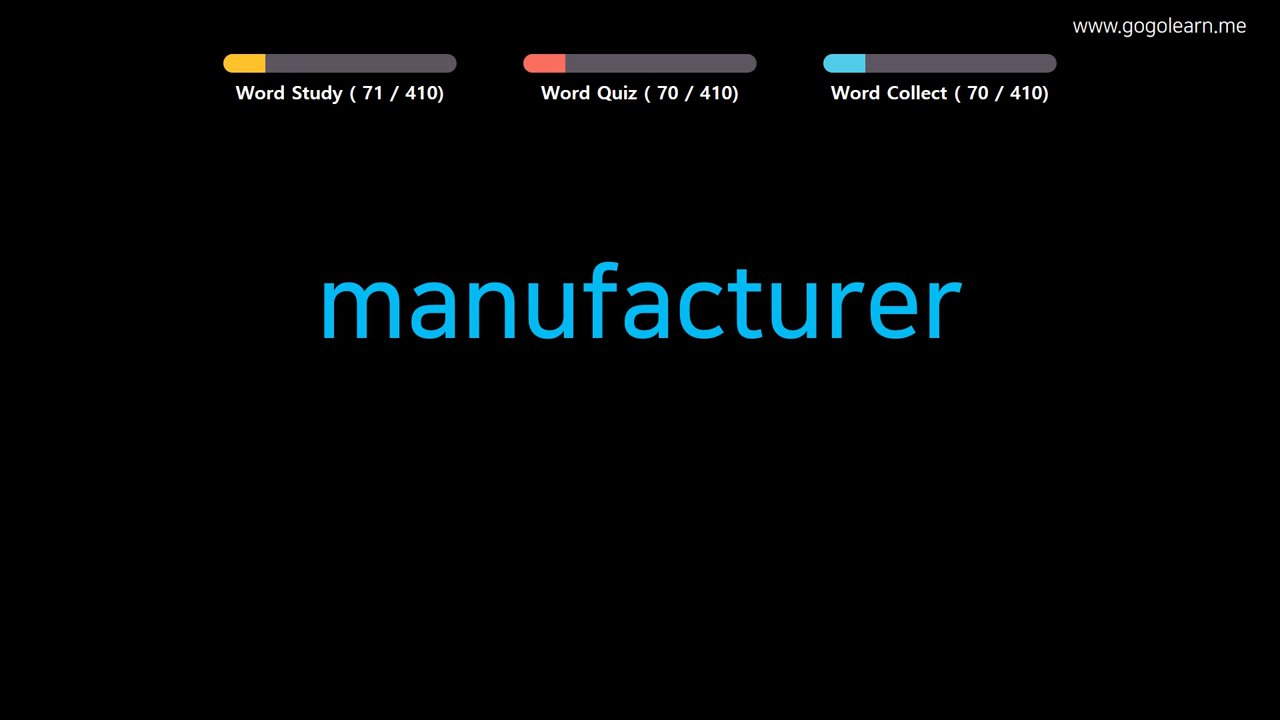 www.gogolearn.me
Word Study ( 71 / 410)
Word Quiz ( 70 / 410)
Word Collect ( 70 / 410)
manufacturer